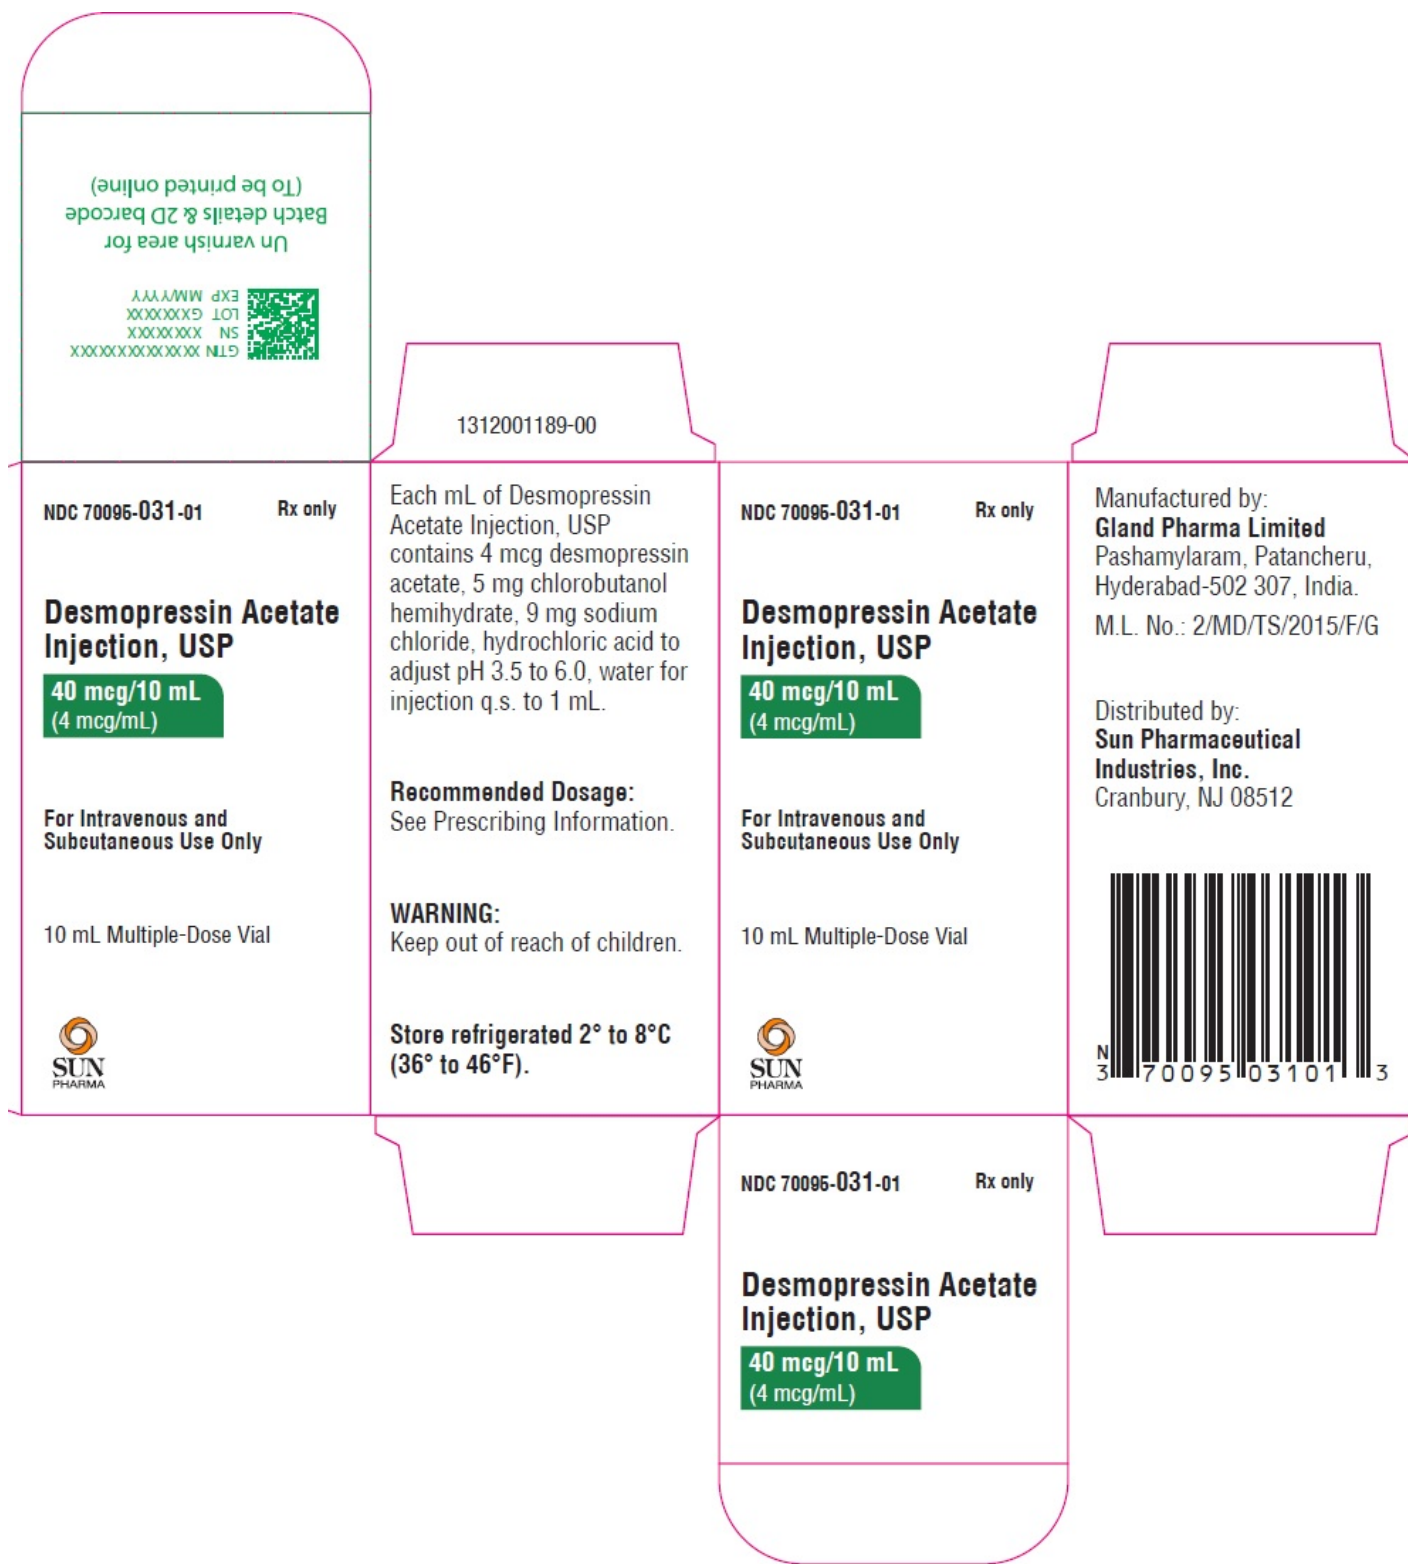 Un varnish area for
Batch details & 2D barcode
(To be printed online)
GTIN XXXXXXXXXXXXXX
SN XXXXXXXX
LOT GXXXXXXX
EXP MM/YYYY
1312001189-00
NDC 70095-031-01 Rx only
Desmopressin Acetate
Injection, USP
40 mcg/10 mL
(4 mcg/mL)
For Intravenous and
Subcutaneous Use Only
10 mL Multiple-Dose Vial
SUN
PHARMA
Each mL of Desmopressin
Acetate Injection, USP
contains 4 mcg desmopressin
acetate, 5 mg chlorobutanol
hemihydrate, 9 mg sodium
chloride, hydrochloric acid to
adjust pH 3.5 to 6.0, water for
injection q.s. to 1 mL.
Recommended Dosage:
See Prescribing Information.
WARNING:
Keep out of reach of children.
Store refrigerated 2° to 8°C
(36° to 46°F).
NDC 70095-031-01 Rx only
Desmopressin Acetate
Injection, USP
40 mcg/10 mL
(4 mcg/mL)
For Intravenous and
Subcutaneous Use Only
10 mL Multiple-Dose Vial
SUN
PHARMA
Manufactured by:
Gland Pharma Limited
Pashamylaram, Patancheru,
Hyderabad-502 307, India.
M.L. No.: 2/MD/TS/2015/F/G
Distributed by:
Sun Pharmaceutical
Industries, Inc.
Cranbury, NJ 08512
N
3 70095 03101 3
NDC 70095-031-01 Rx only
Desmopressin Acetate
Injection, USP
40 mcg/10 mL
(4 mcg/mL)